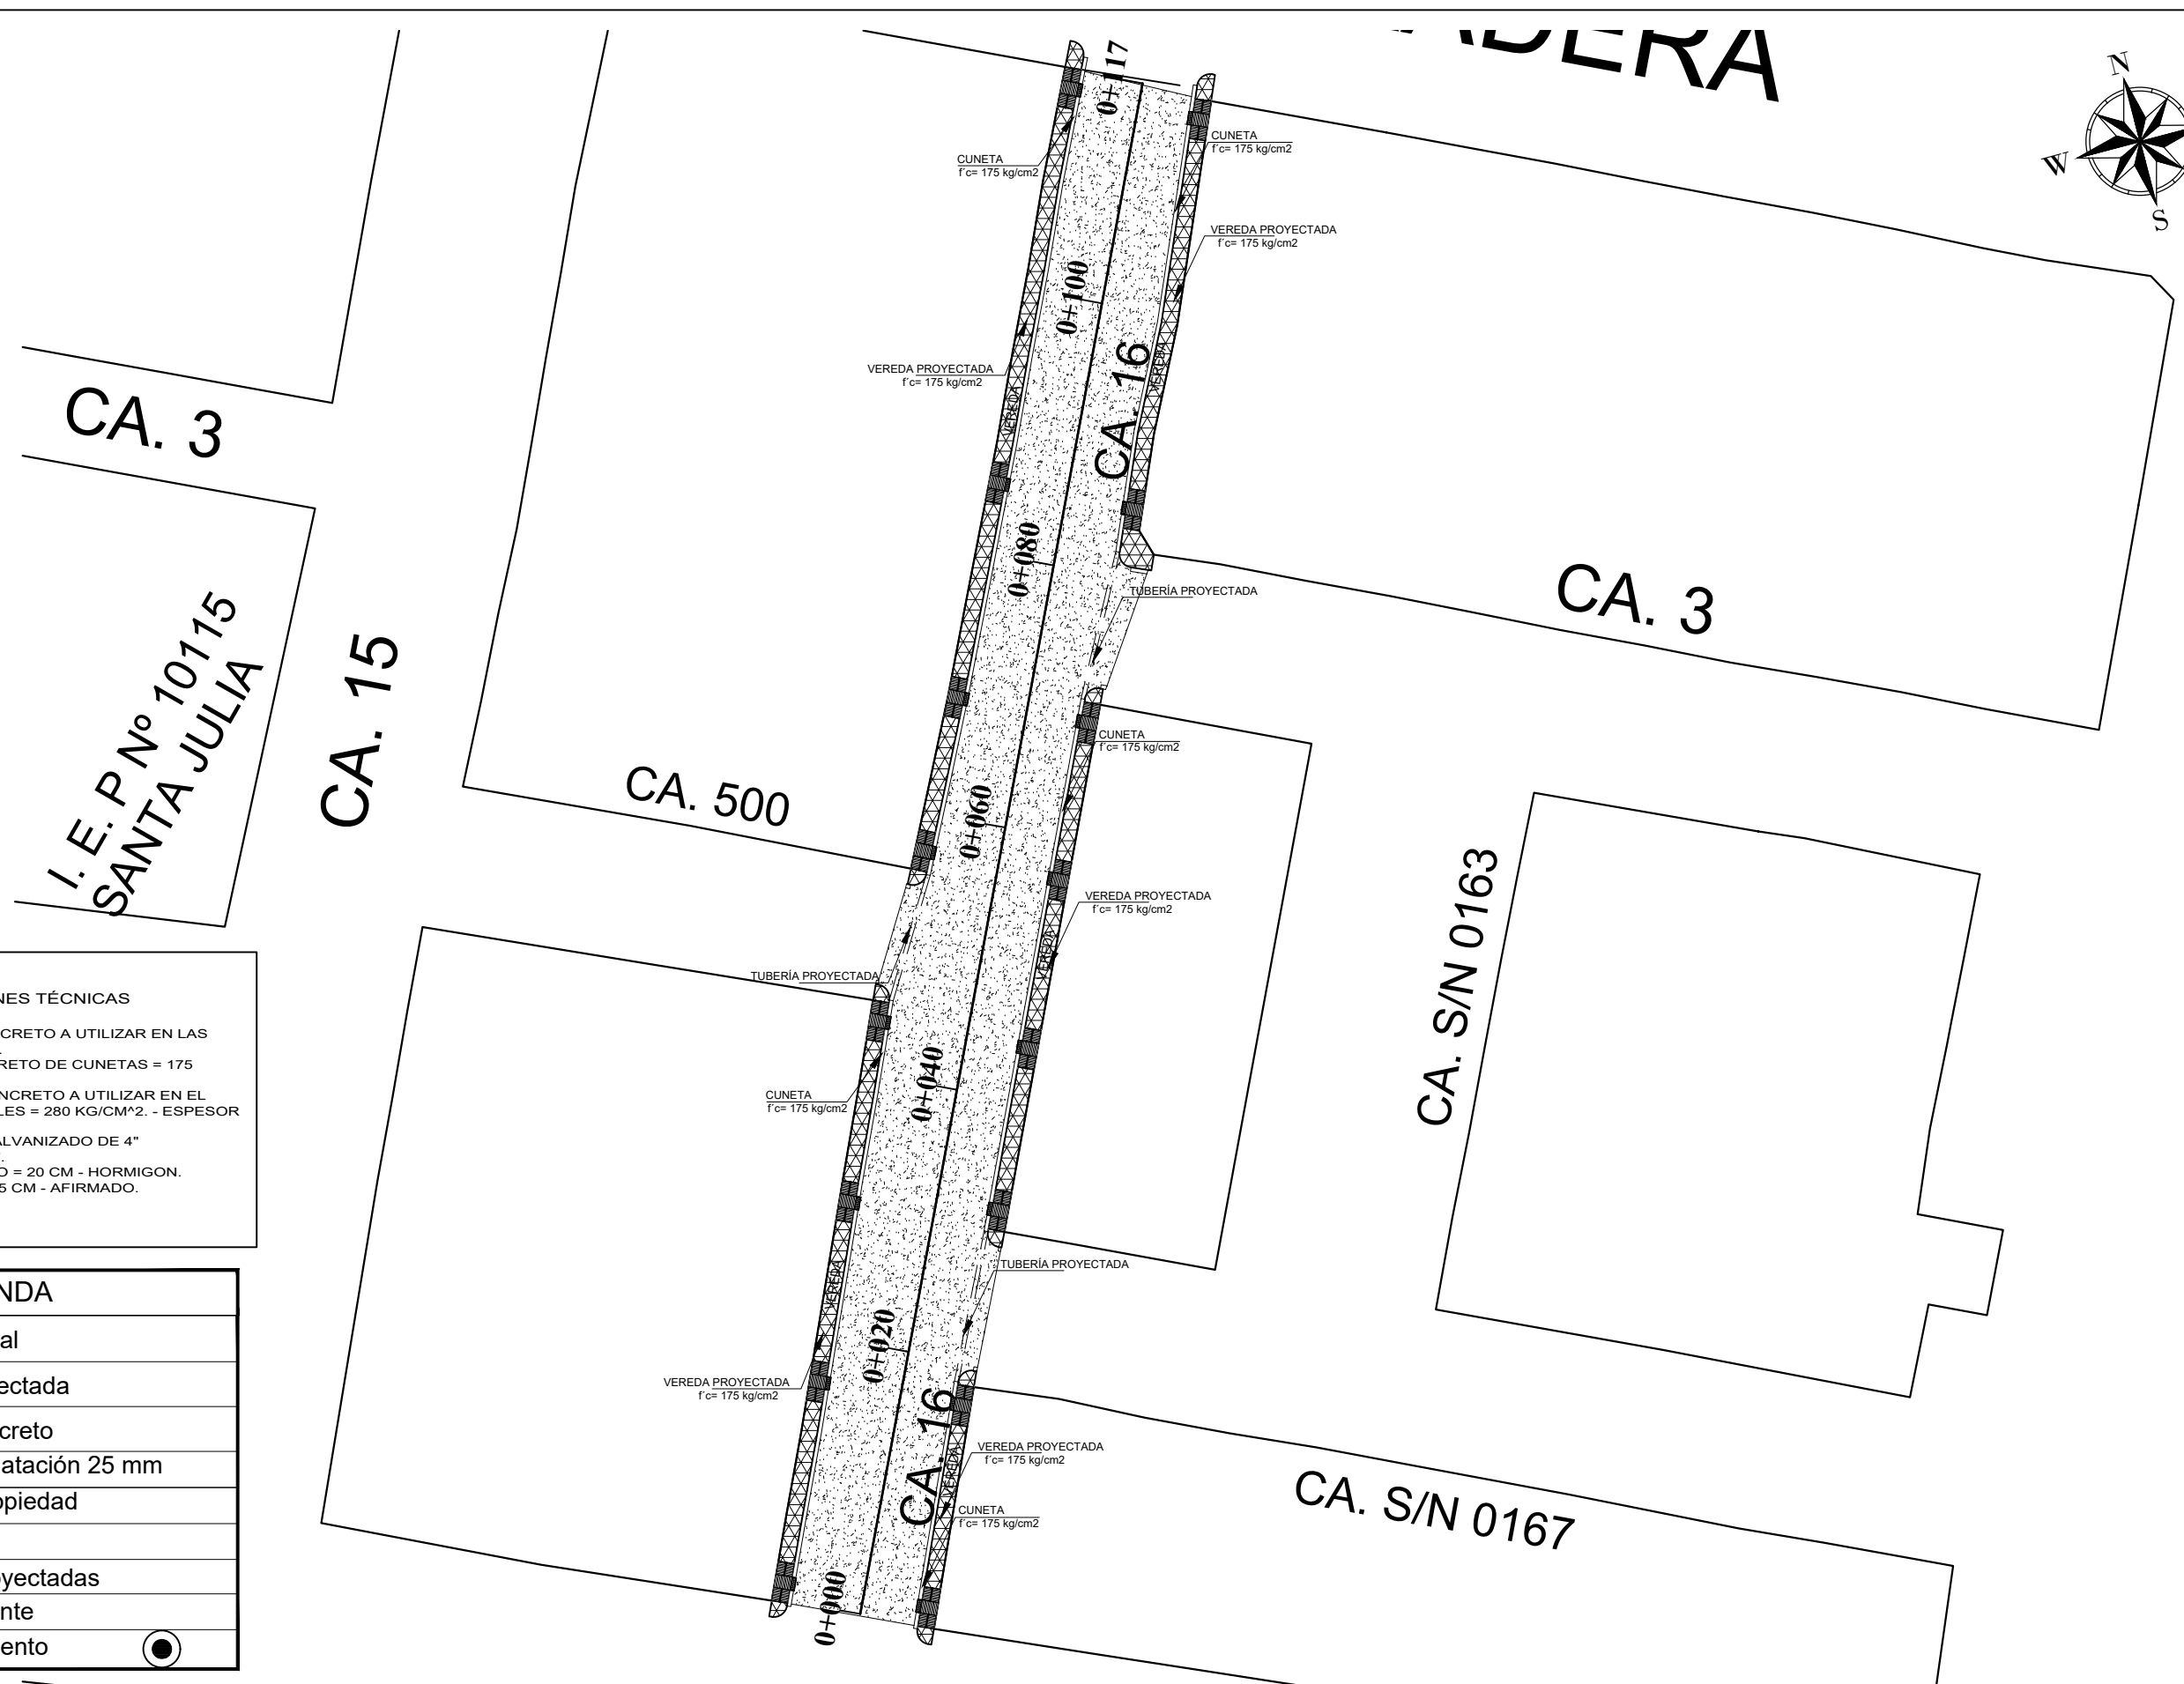 ADERA
N
W
S
0+117
CUNETA
f´c= 175 kg/cm2
CUNETA
f´c= 175 kg/cm2
VEREDA PROYECTADA
f´c= 175 kg/cm2
0+100
CA. 16
VEREDA
VEREDA PROYECTADA
f´c= 175 kg/cm2
VEREDA
CA. 3
0+080
TUBERÍA PROYECTADA
CA. 3
I. E. P Nº 10115
SANTA JULIA
CA. 15
CUNETA
f´c= 175 kg/cm2
CA. 500
0+060
VEREDA PROYECTADA
f´c= 175 kg/cm2
VEREDA
CA. S/N 0163
TUBERÍA PROYECTADA
NES TÉCNICAS
CRETO A UTILIZAR EN LAS
RETO DE CUNETAS = 175
NCRETO A UTILIZAR EN EL
LES = 280 KG/CM^2. - ESPESOR
ALVANIZADO DE 4"
O = 20 CM - HORMIGON.
5 CM - AFIRMADO.
0+040
CUNETA
f´c= 175 kg/cm2
TUBERÍA PROYECTADA
VEREDA
0+020
VEREDA PROYECTADA
f´c= 175 kg/cm2
CA. 16
VEREDA
VEREDA PROYECTADA
f´c= 175 kg/cm2
CUNETA
f´c= 175 kg/cm2
CA. S/N 0167
0+000
NDA
al
ectada
creto
atación 25 mm
opiedad
oyectadas
nte
ento